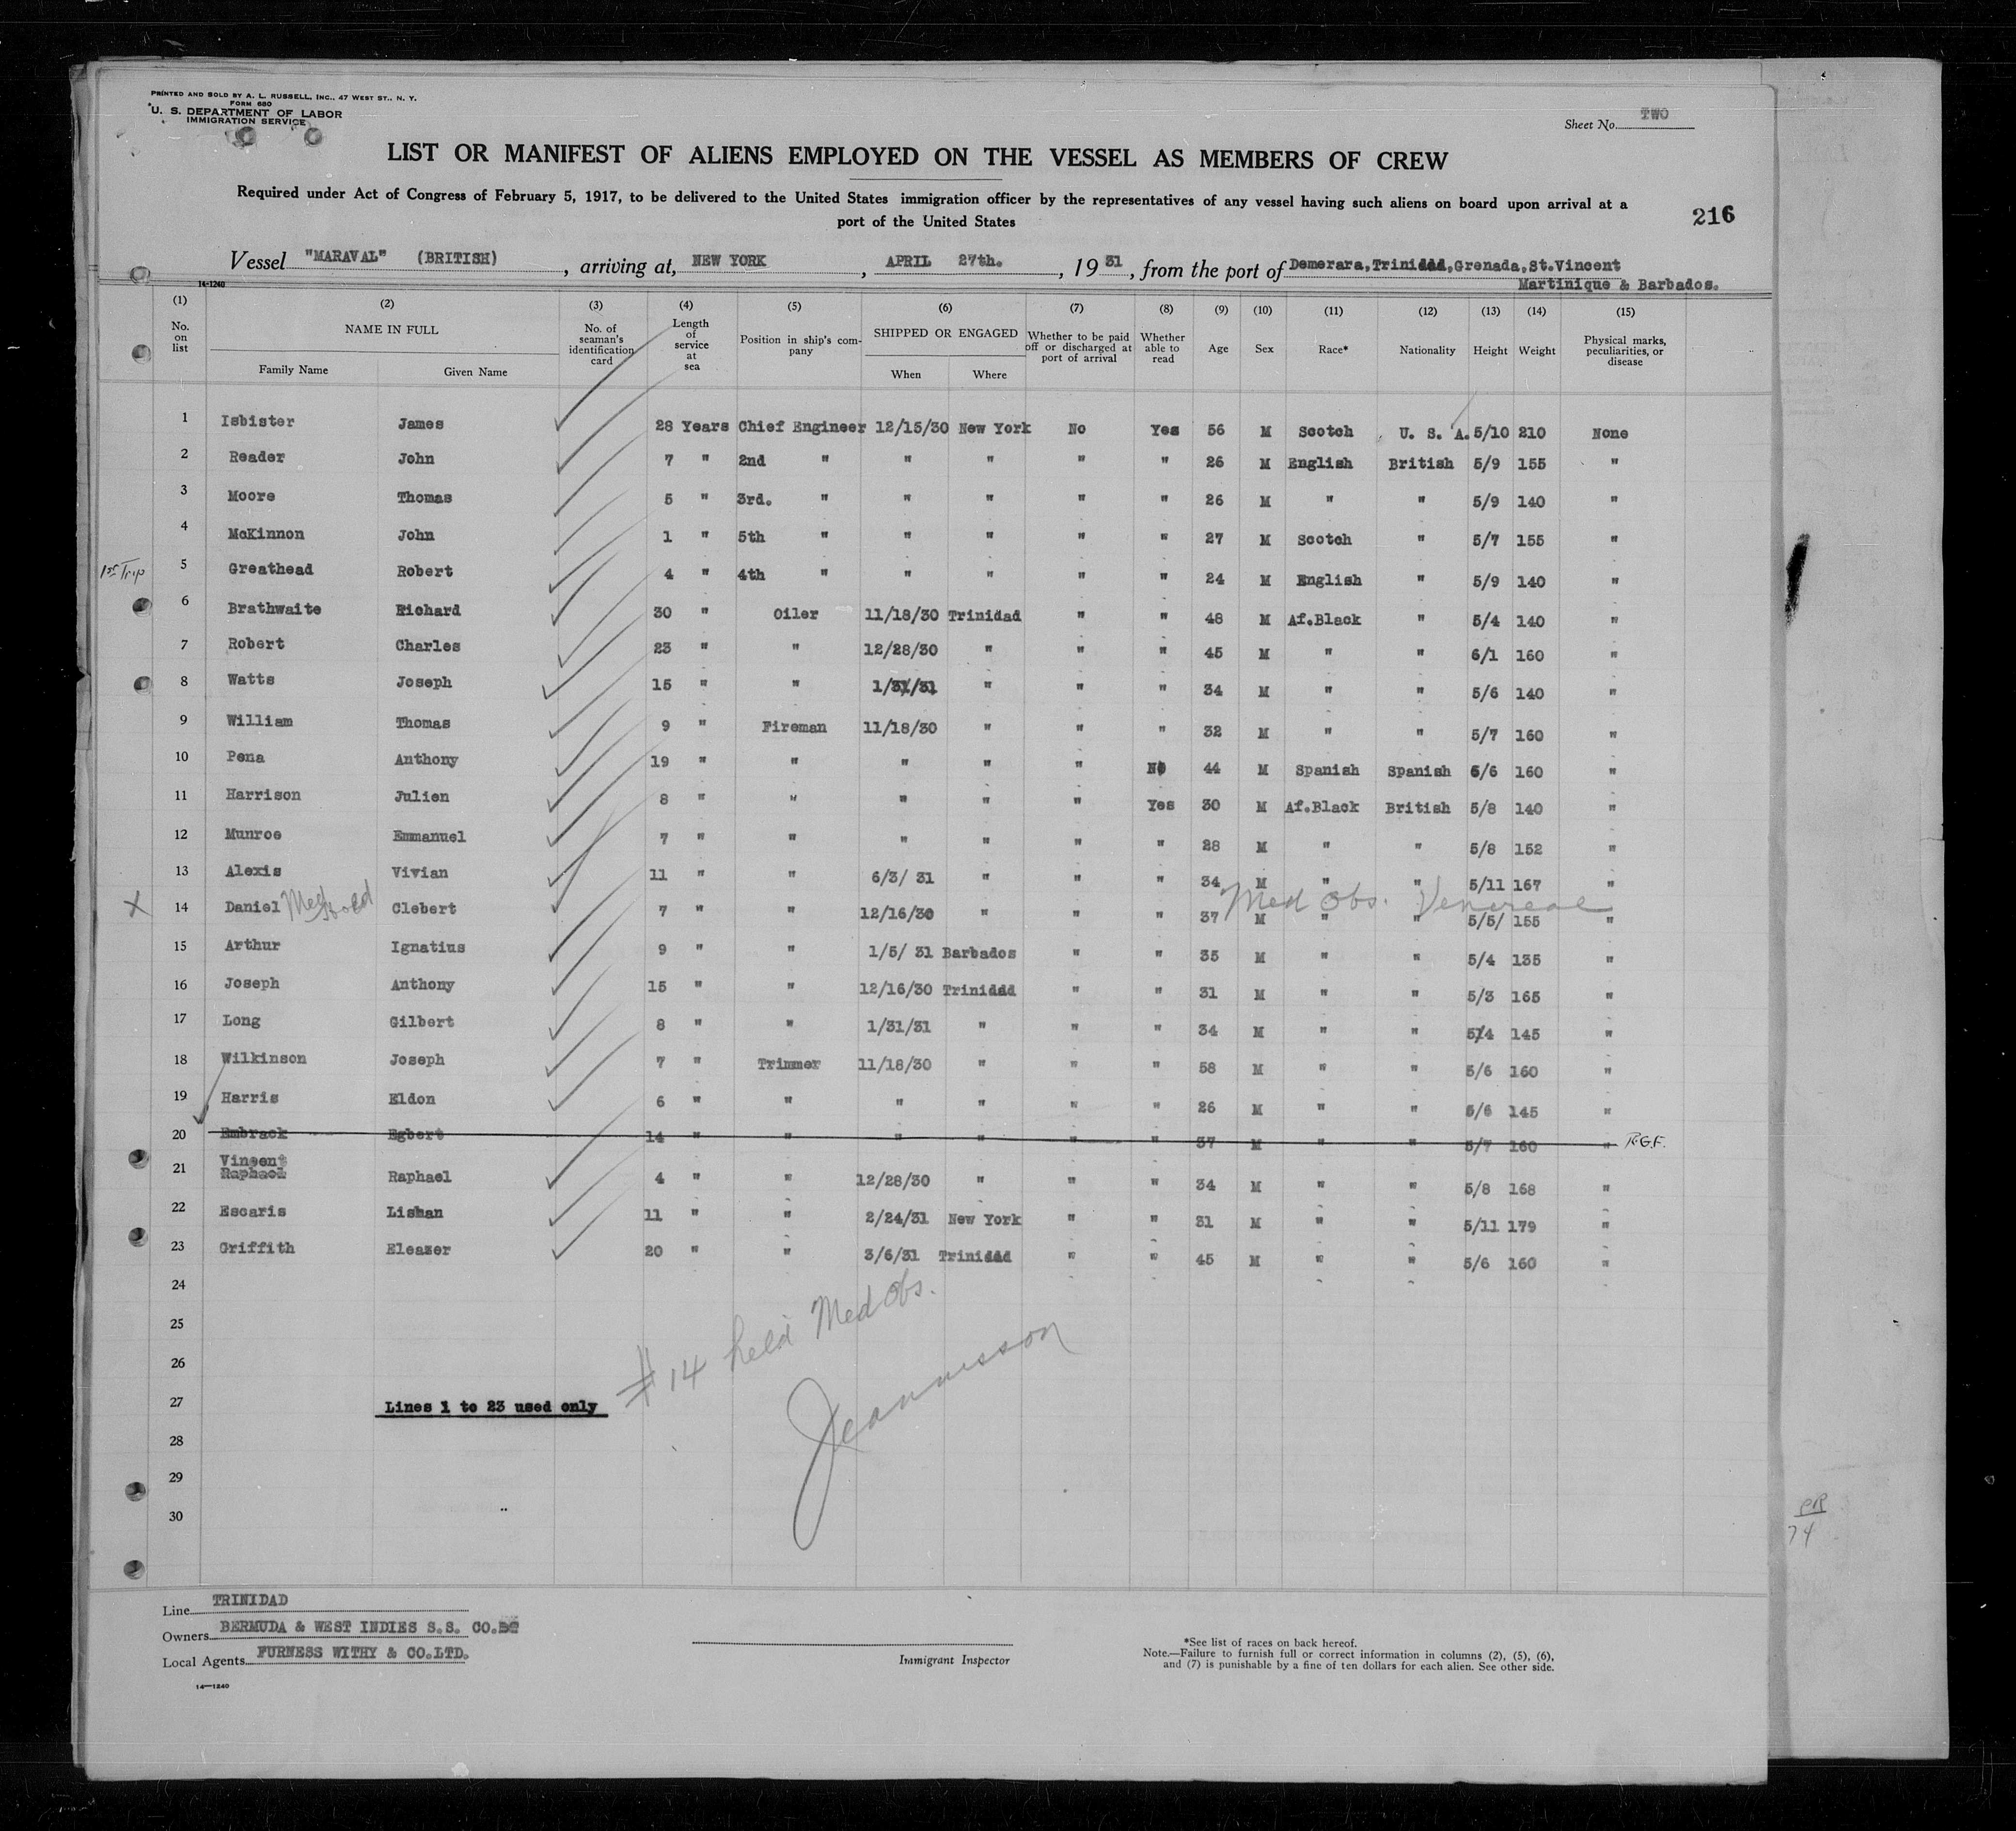 PRINTED AND SOLD BY A. L. RUSSELL, INC., 47 WEST ST., N. Y.
FORM 680
U. S. DEPARTMENT OF LABOR
IMMIGRATION SERVICE
Sheet No. TWO
LIST OR MANIFEST OF ALIENS EMPLOYED ON THE VESSEL AS MEMBERS OF CREW
Required under Act of Congress of February 5, 1917, to be delivered to the United States immigration officer by the representatives of any vessel having such aliens on board upon arrival at a
port of the United States
216
Vessel "MARAVAL" (BRITISH), arriving at, NEW YORK, APRIL 27th., 1931, from the port of Demerara,Trinidad,Grenada,St.Vincent
Martinique & Barbados.
14-1240
(1) (2) (3) (4) (5) (6) (7) (8) (9) (10) (11) (12) (13) (14) (15)
No. on list NAME IN FULL Family Name Given Name No. of seaman's identification card Length of service at sea Position in ship's company SHIPPED OR ENGAGED When Where Whether to be paid off or discharged at port of arrival Whether able to read Age Sex Race* Nationality Height Weight Physical marks, peculiarities, or disease
1 Isbister James 28 Years Chief Engineer 12/15/30 New York No Yes 56 M Scotch U. S. A. 5/10 210 None
2 Reader John 7 " 2nd " " " " " 26 M English British 5/9 155 "
3 Moore Thomas 5 " 3rd. " " " " " 26 M " " 5/9 140 "
4 McKinnon John 1 " 5th " " " " " 27 M Scotch " 5/7 155 "
1st Trip 5 Greathead Robert 4 " 4th " " " " " 24 M English " 5/9 140 "
6 Brathwaite Richard 30 " Oiler 11/18/30 Trinidad " " 48 M Af.Black " 5/4 140 "
7 Robert Charles 23 " " 12/28/30 " " " 45 M " " 6/1 160 "
8 Watts Joseph 15 " " 1/31/31 " " " 34 M " " 5/6 140 "
9 William Thomas 9 " Fireman 11/18/30 " " " 32 M " " 5/7 160 "
10 Pena Anthony 19 " " " " " No 44 M Spanish Spanish 5/6 160 "
11 Harrison Julien 8 " " " " " Yes 30 M Af.Black British 5/8 140 "
12 Munroe Emmanuel 7 " " " " " " 28 M " " 5/8 152 "
13 Alexis Vivian 11 " " 6/3/ 31 " " " 34 M " " 5/11 167 "
X 14 Daniel Med Hold Clebert 7 " " 12/16/30 " " " 37 M " " 5/5/ 155 "
Med Obs. Venereal
15 Arthur Ignatius 9 " " 1/5/ 31 Barbados " " 35 M " " 5/4 135 "
16 Joseph Anthony 15 " " 12/16/30 Trinidad " " 31 M " " 5/3 165 "
17 Long Gilbert 8 " " 1/31/31 " " " 34 M " " 5/4 145 "
18 Wilkinson Joseph 7 " Trimmer 11/18/30 " " " 58 M " " 5/6 160 "
19 Harris Eldon 6 " " " " " " 26 M " " 5/6 145 "
20 Embrack Egbert 14 " " " " " " 37 M " " 5/7 160 " R.G.F.
21 Vincent
Raphael Raphael 4 " " 12/28/30 " " " 34 M " " 5/8 168 "
22 Escaris Lisman 11 " " 2/24/31 New York " " 31 M " " 5/11 179 "
23 Griffith Eleazer 20 " " 3/6/31 Trinidad " " 45 M " " 5/6 160 "
24
25
26
27 Lines 1 to 23 used only
28
29
30
#14 held Med Obs.
Jeannisson
PR
74
Line TRINIDAD
Owners BERMUDA & WEST INDIES S.S. CO.
Local Agents FURNESS WITHY & CO.LTD.
14-1240
Immigrant Inspector
*See list of races on back hereof.
Note.—Failure to furnish full or correct information in columns (2), (5), (6),
and (7) is punishable by a fine of ten dollars for each alien. See other side.